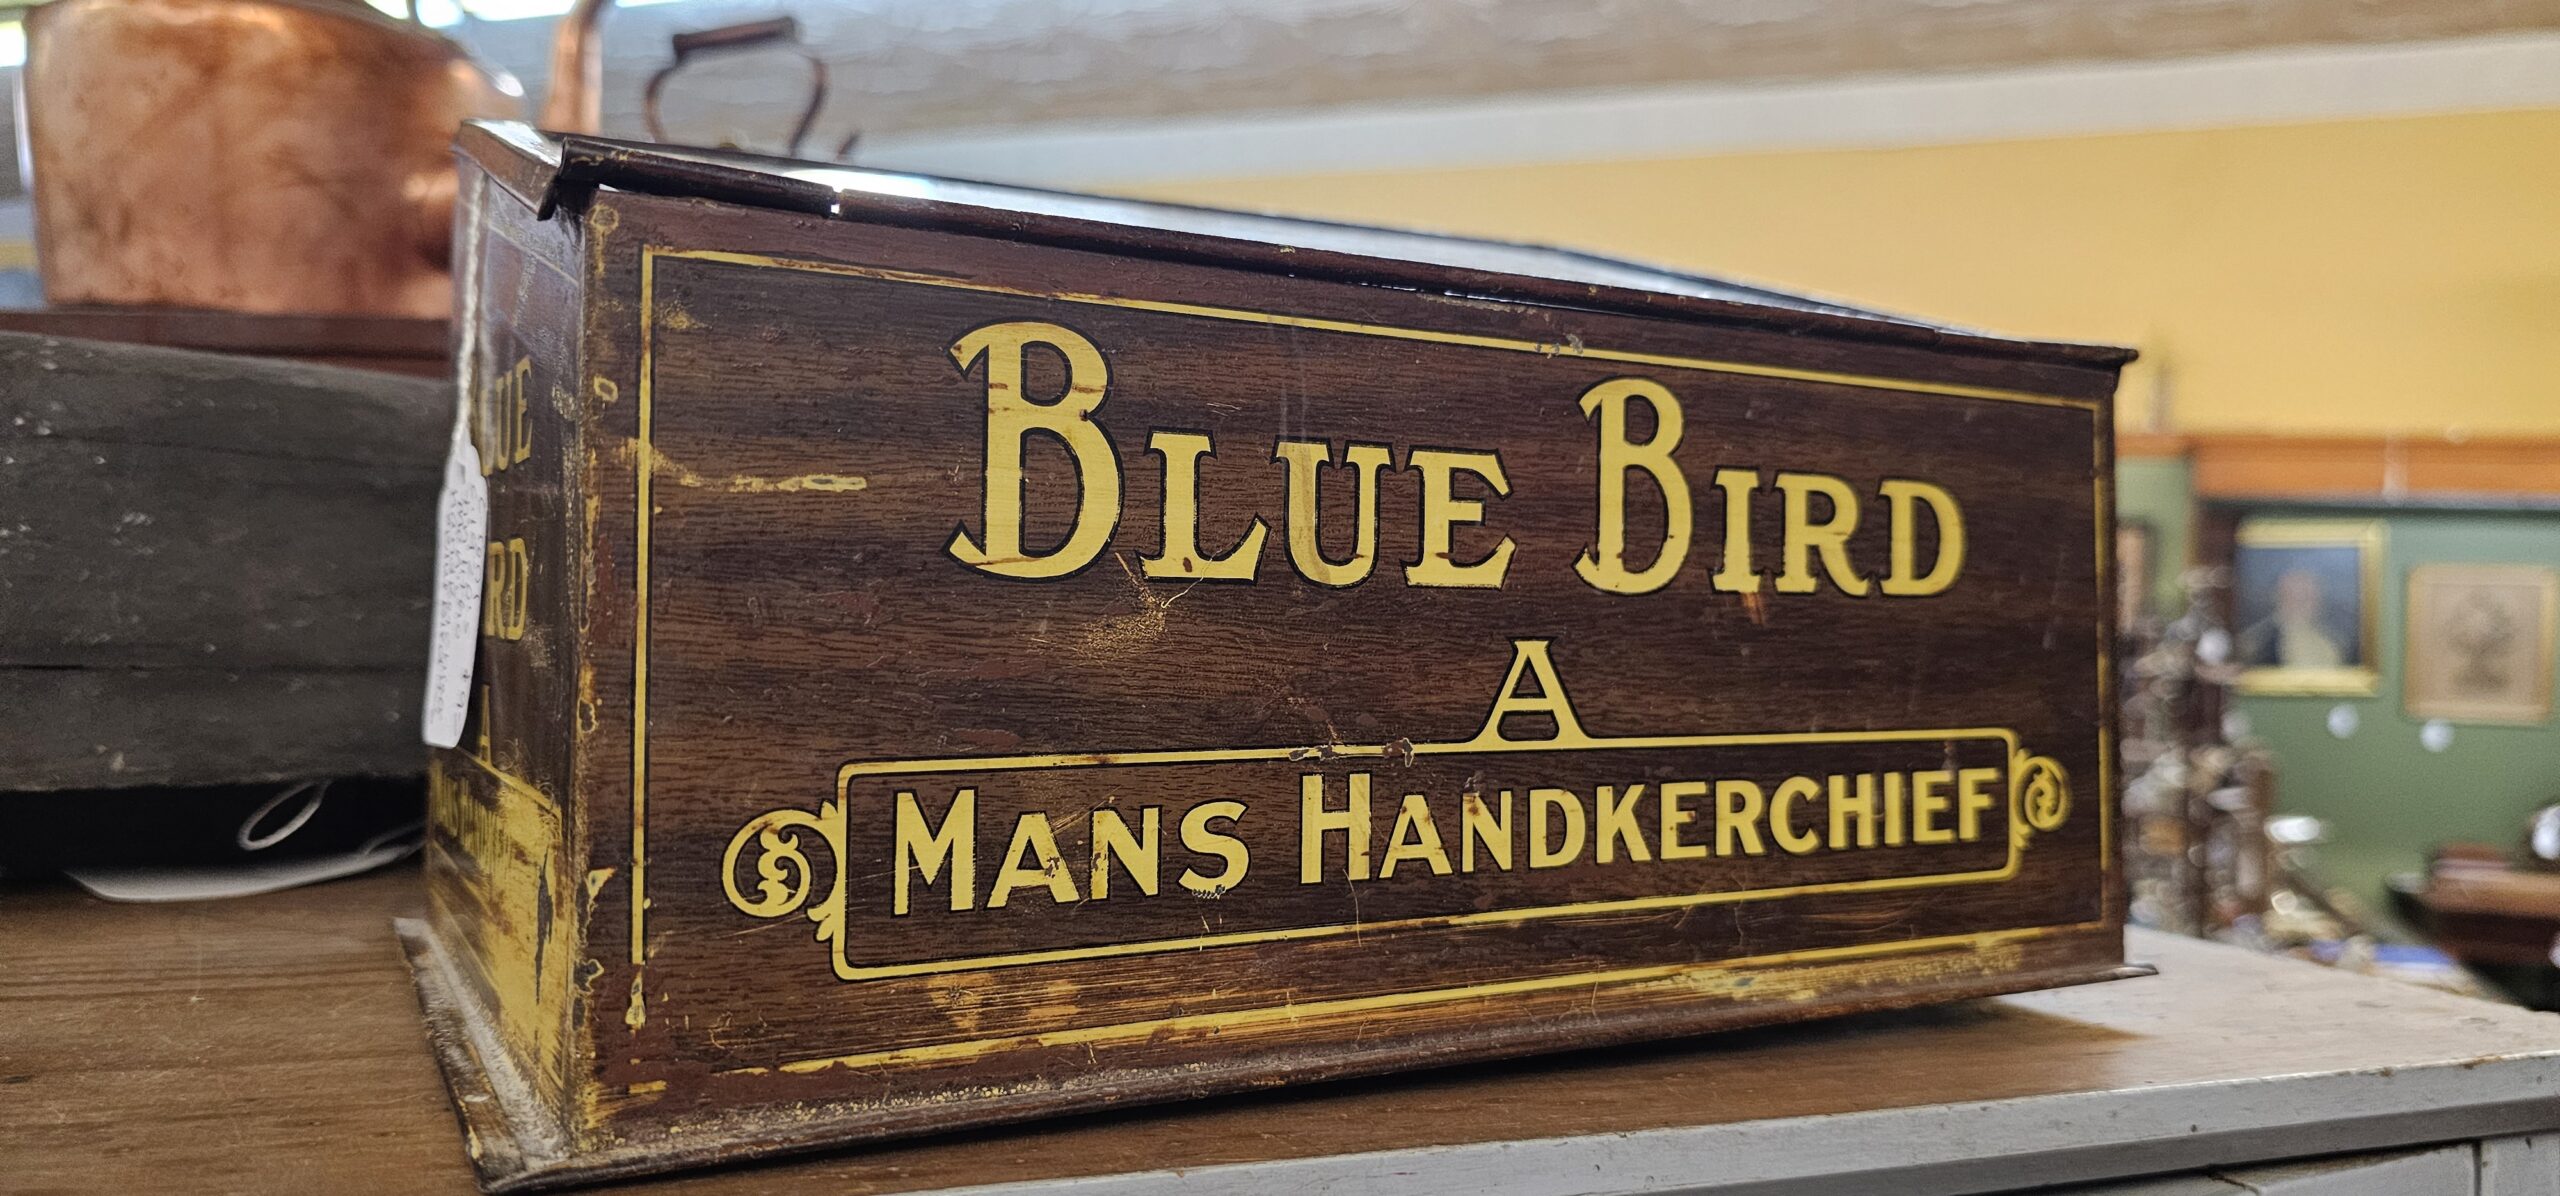 BLUE BIRD
A
MANS HANDKERCHIEF